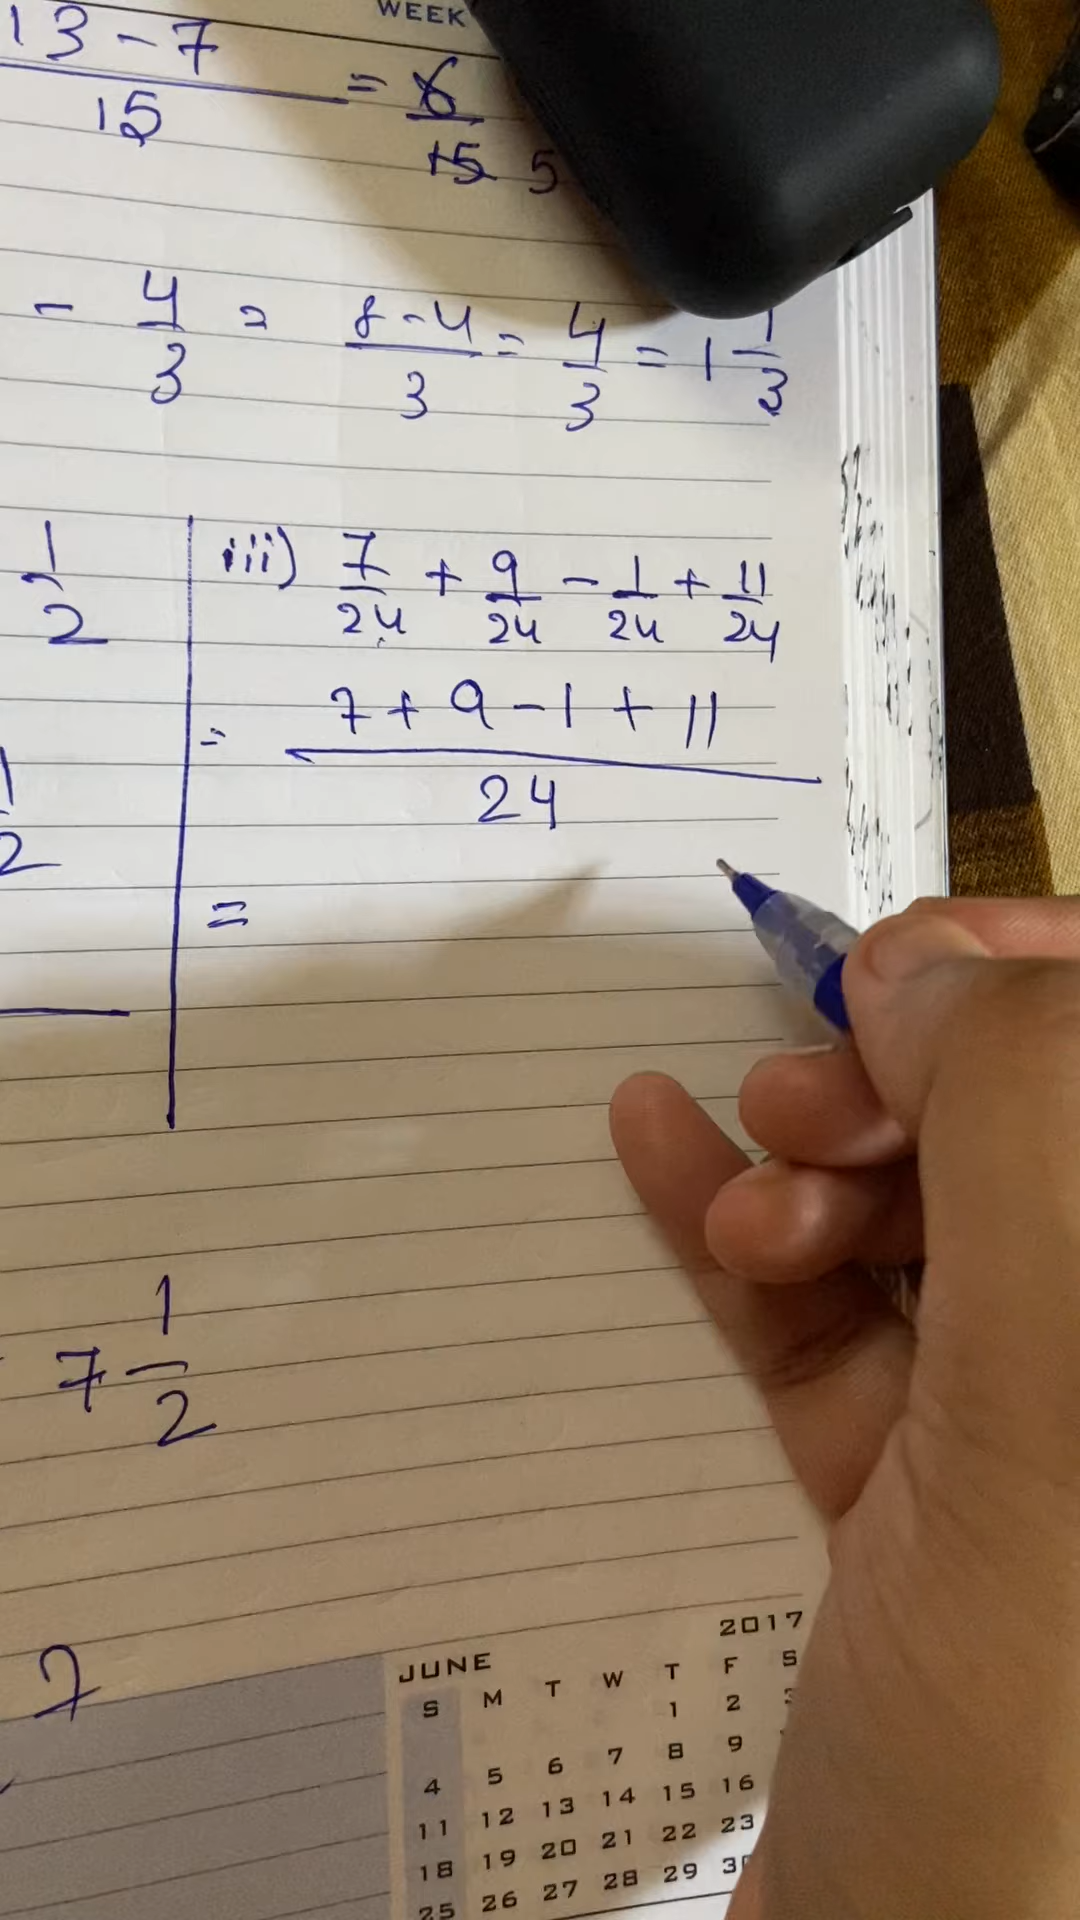 WEEK
13 - 7
15
= 6
15 5
- 4/3 = 8-4/3 = 4/3 = 1 1/3
1
2
iii) 7/24 + 9/24 - 1/24 + 11/24
= 7 + 9 - 1 + 11
24
2
=
7 1/2
2017
JUNE
S M T W T F S
1 2
4 5 6 7 8 9
11 12 13 14 15 16
18 19 20 21 22 23
25 26 27 28 29 30